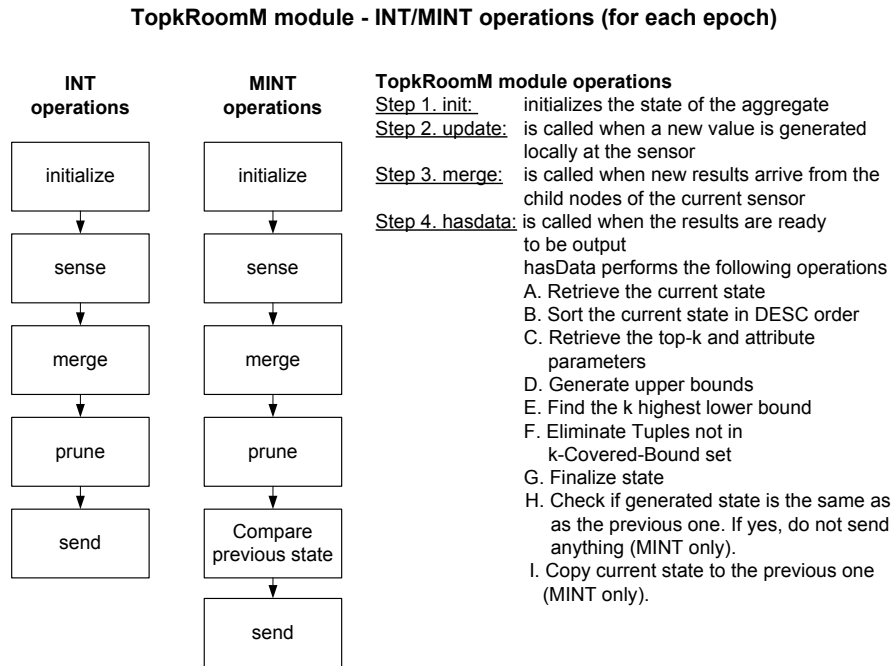 TopkRoomM module - INT/MINT operations (for each epoch)
INT
operations
initialize
sense
merge
prune
send
MINT
operations
initialize
sense
merge
prune
Compare
previous state
send
TopkRoomM module operations
Step 1. init: initializes the state of the aggregate
Step 2. update: is called when a new value is generated
locally at the sensor
Step 3. merge: is called when new results arrive from the
child nodes of the current sensor
Step 4. hasdata: is called when the results are ready
to be output
hasData performs the following operations
A. Retrieve the current state
B. Sort the current state in DESC order
C. Retrieve the top-k and attribute
parameters
D. Generate upper bounds
E. Find the k highest lower bound
F. Eliminate Tuples not in
k-Covered-Bound set
G. Finalize state
H. Check if generated state is the same as
as the previous one. If yes, do not send
anything (MINT only).
I. Copy current state to the previous one
(MINT only).